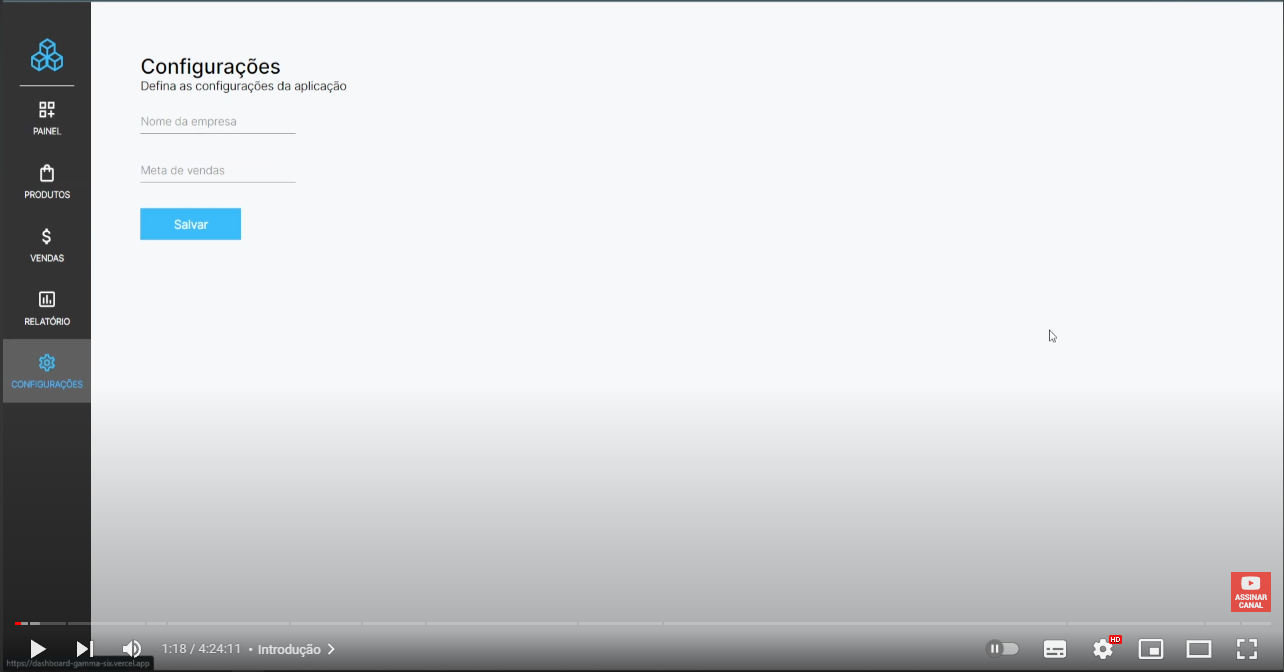 Configurações
Defina as configurações da aplicação
Nome da empresa
Meta de vendas
Salvar
PAINEL
PRODUTOS
VENDAS
RELATÓRIO
CONFIGURAÇÕES
ASSINAR
CANAL
1:18 / 4:24:11 • Introdução
HD
https://dashboard-gamma-six.vercel.app